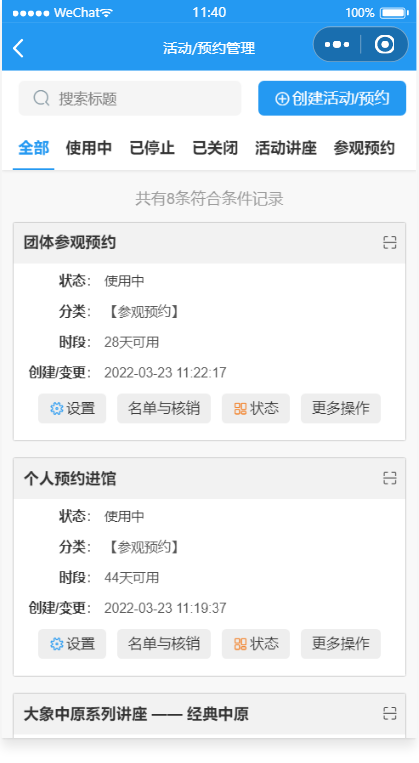 WeChat
11:40
100%
活动/预约管理
搜索标题
创建活动/预约
全部 使用中 已停止 已关闭 活动讲座 参观预约
共有8条符合条件记录
团体参观预约
状态： 使用中
分类： 【参观预约】
时段： 28天可用
创建/变更： 2022-03-23 11:22:17
设置 名单与核销 状态 更多操作
个人预约进馆
状态： 使用中
分类： 【参观预约】
时段： 44天可用
创建/变更： 2022-03-23 11:19:37
设置 名单与核销 状态 更多操作
大象中原系列讲座 —— 经典中原